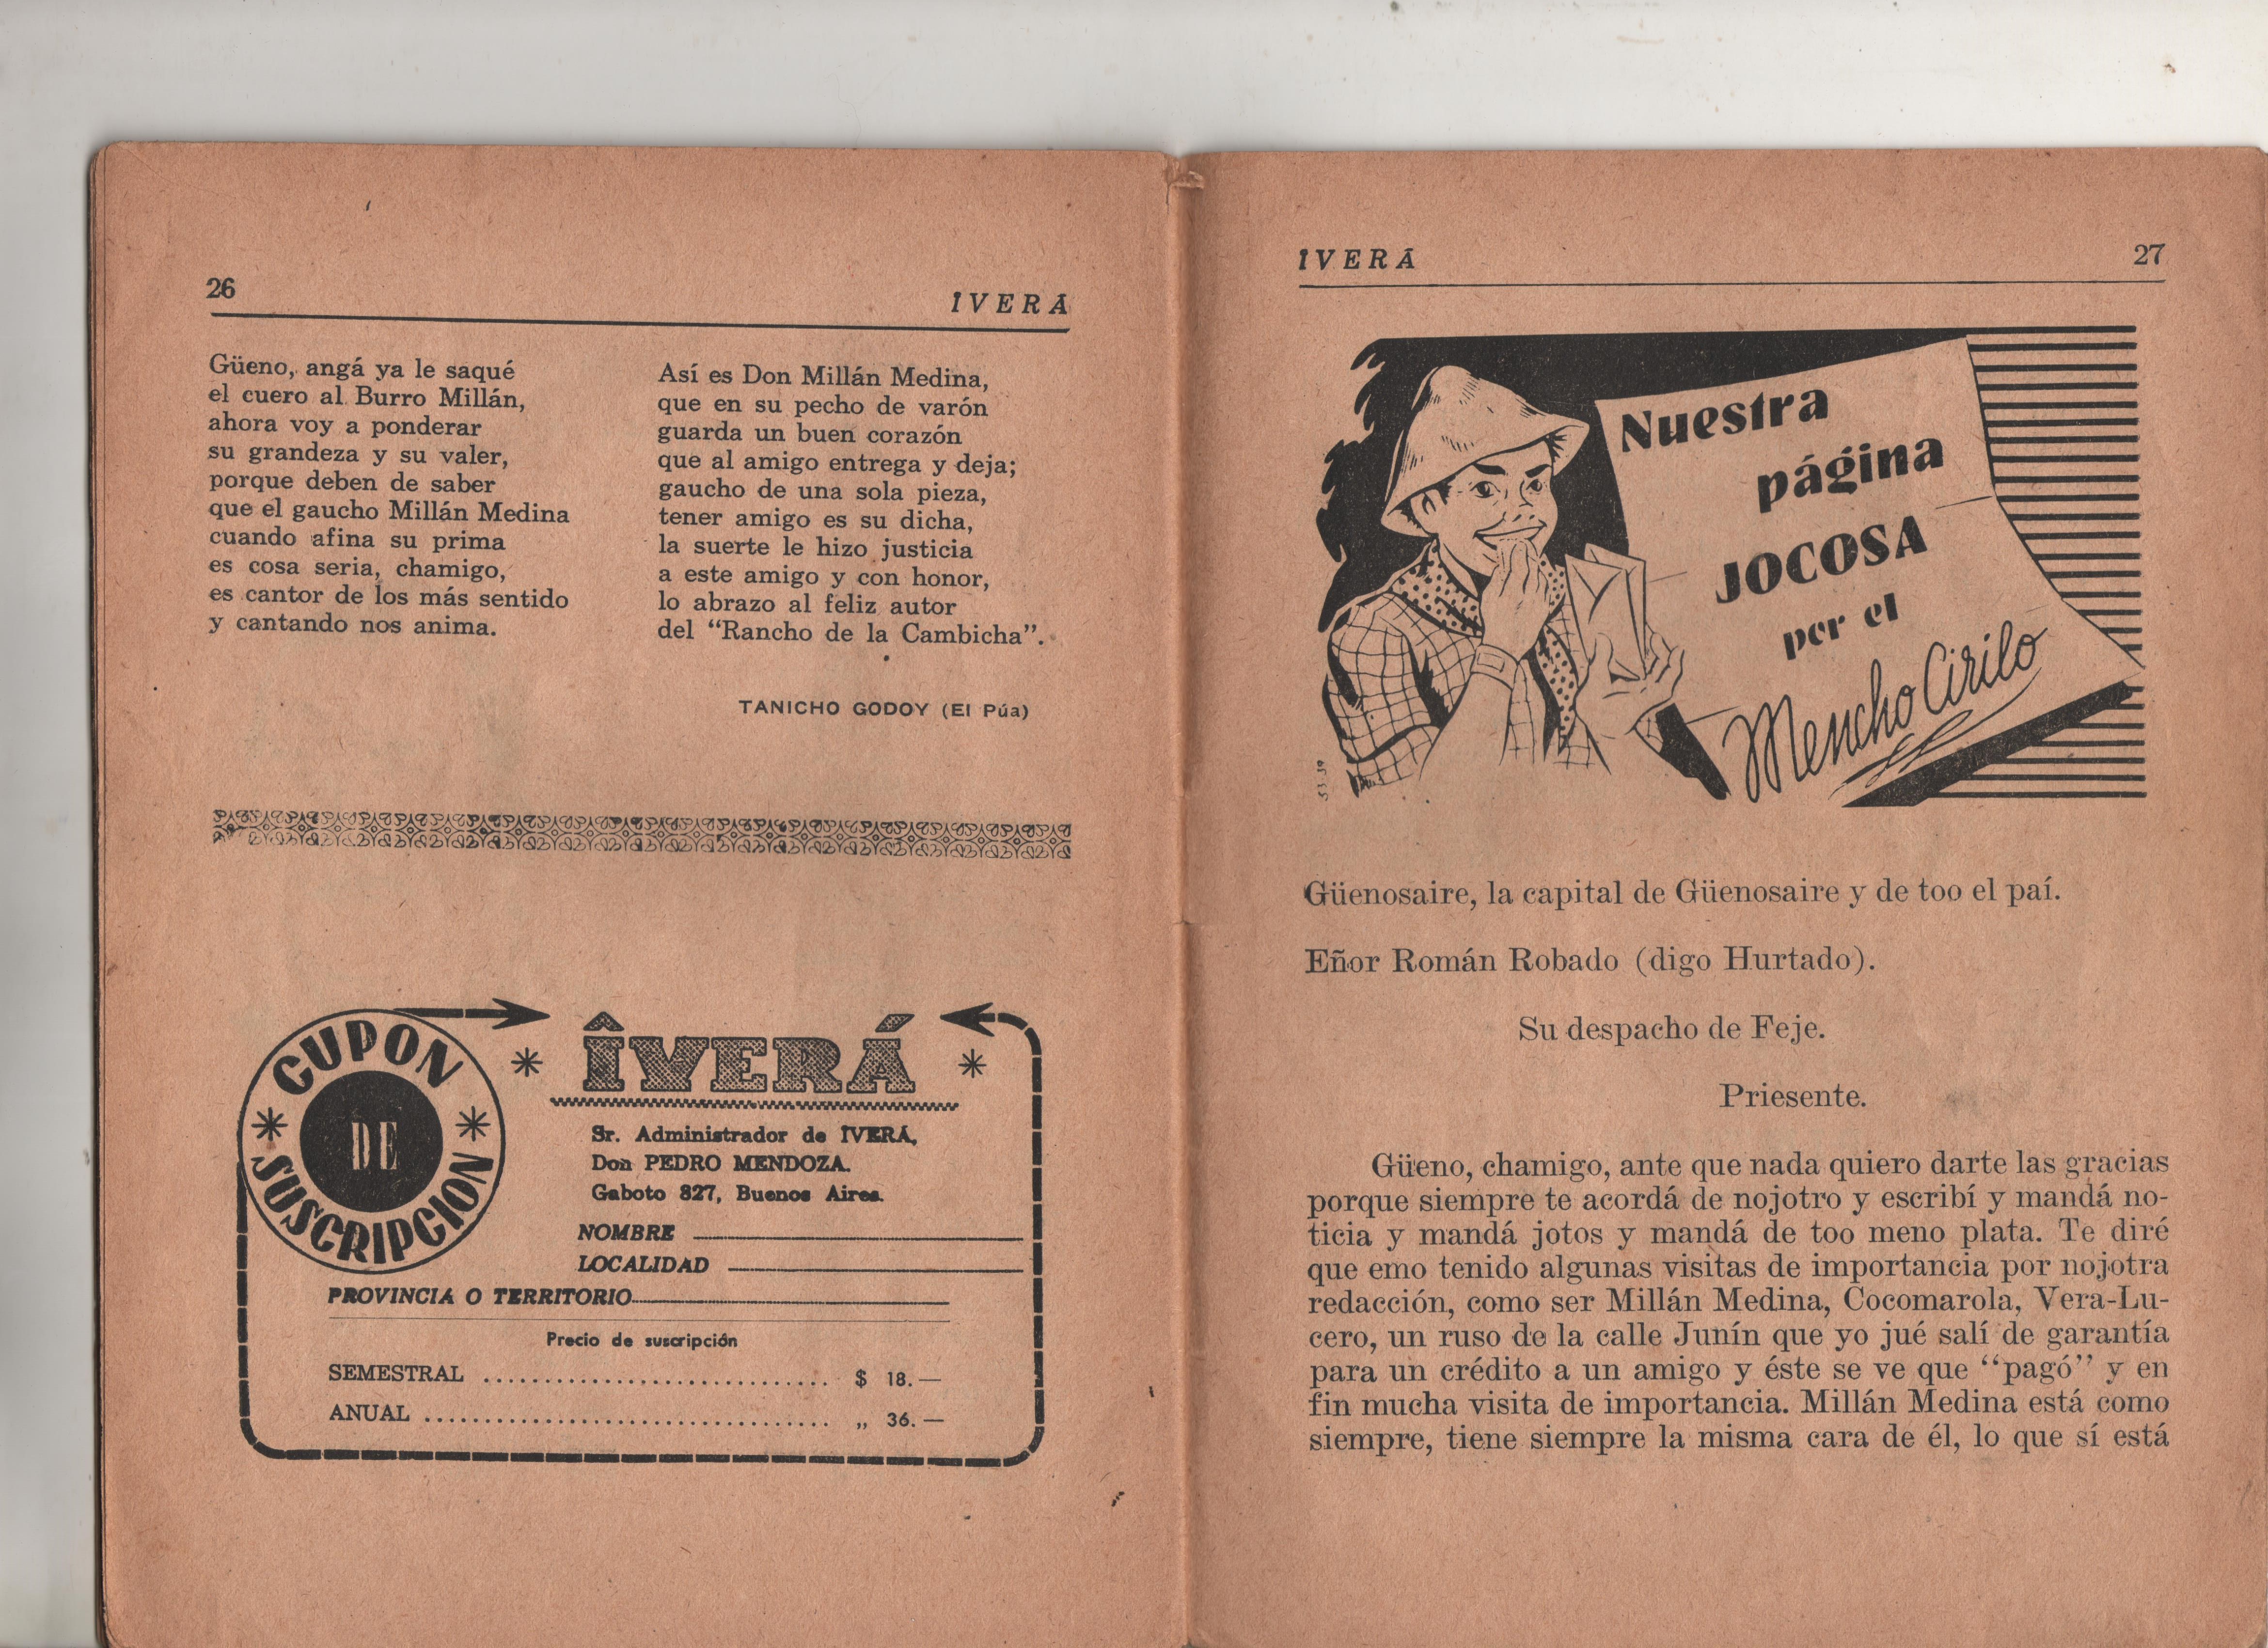 26
ÎVERÁ
Güeno, angá ya le saqué
el cuero al Burro Millán,
ahora voy a ponderar
su grandeza y su valer,
porque deben de saber
que el gaucho Millán Medina
cuando afina su prima
es cosa seria, chamigo,
es cantor de los más sentido
y cantando nos anima.
Así es Don Millán Medina,
que en su pecho de varón
guarda un buen corazón
que al amigo entrega y deja;
gaucho de una sola pieza,
tener amigo es su dicha,
la suerte le hizo justicia
a este amigo y con honor,
lo abrazo al feliz autor
del “Rancho de la Cambicha”.
TANICHO GODOY (El Púa)
CUPON
DE
SUSCRIPCION
ÎVERÁ
Sr. Administrador de ÎVERÁ,
Don PEDRO MENDOZA.
Gaboto 827, Buenos Aires.
NOMBRE
LOCALIDAD
PROVINCIA O TERRITORIO
Precio de suscripción
SEMESTRAL ............................. $ 18.—
ANUAL .................................. „ 36.—
ÎVERÁ
27
Nuestra
página
JOCOSA
por el
Mencho Cirilo
Güenosaire, la capital de Güenosaire y de too el paí.
Eñor Román Robado (digo Hurtado).
Su despacho de Feje.
Priesente.
Güeno, chamigo, ante que nada quiero darte las gracias
porque siempre te acordá de nojotro y escribí y mandá no-
ticia y mandá jotos y mandá de too meno plata. Te diré
que emo tenido algunas visitas de importancia por nojotra
redacción, como ser Millán Medina, Cocomarola, Vera-Lu-
cero, un ruso de la calle Junín que yo jué salí de garantía
para un crédito a un amigo y éste se ve que “pagó” y en
fin mucha visita de importancia. Millán Medina está como
siempre, tiene siempre la misma cara de él, lo que sí está